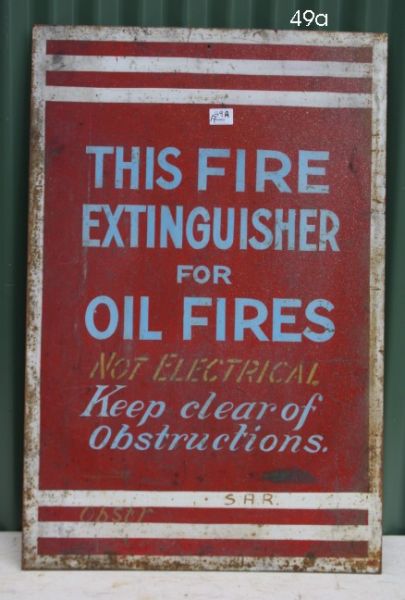 49a
THIS FIRE
EXTINGUISHER
FOR
OIL FIRES
NOT ELECTRICAL
Keep clear of
Obstructions.
S.A.R.